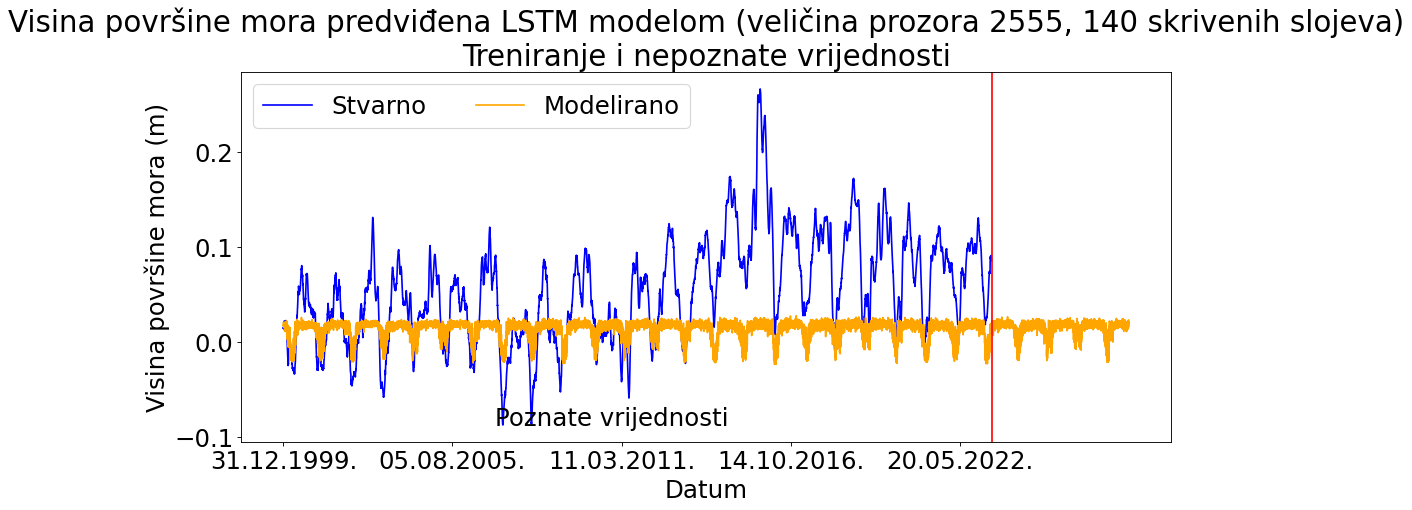 Visina površine mora predviđena LSTM modelom (veličina prozora 2555, 140 skrivenih slojeva)
Treniranje i nepoznate vrijednosti
Stvarno
Modelirano
Visina površine mora (m)
0.2
0.1
0.0
−0.1
Poznate vrijednosti
31.12.1999.
05.08.2005.
11.03.2011.
14.10.2016.
20.05.2022.
Datum